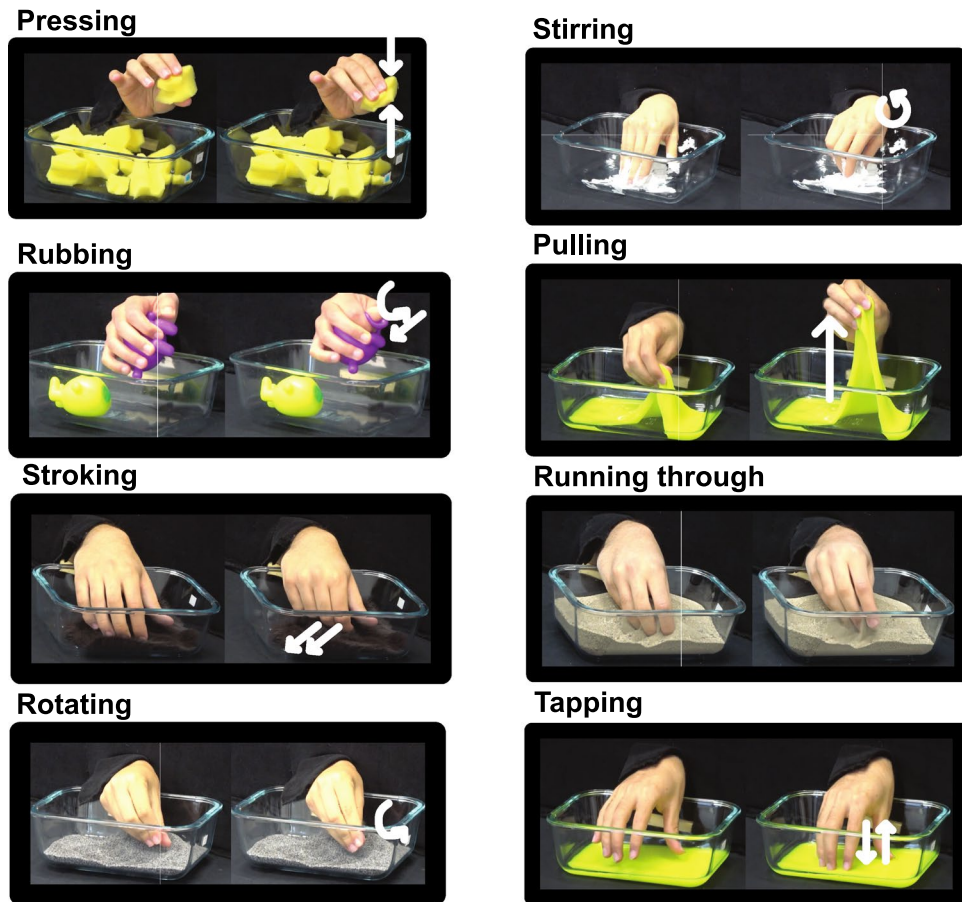 Pressing
Stirring
Rubbing
Pulling
Stroking
Running through
Rotating
Tapping